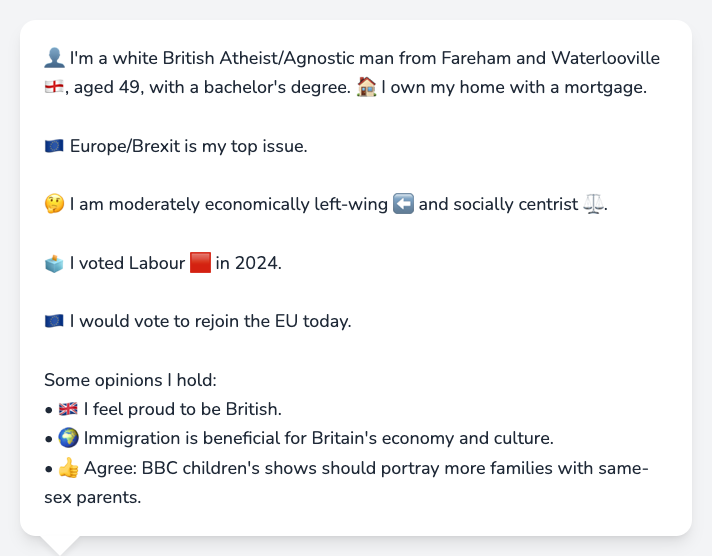 👤 I'm a white British Atheist/Agnostic man from Fareham and Waterlooville
🏴󠁧󠁢󠁥󠁮󠁧󠁿, aged 49, with a bachelor's degree. 🏠 I own my home with a mortgage.
🇪🇺 Europe/Brexit is my top issue.
🤔 I am moderately economically left-wing ⬅️ and socially centrist ⚖️.
🗳️ I voted Labour 🟥 in 2024.
🇪🇺 I would vote to rejoin the EU today.
Some opinions I hold:
• 🇬🇧 I feel proud to be British.
• 🌍 Immigration is beneficial for Britain's economy and culture.
• 👍 Agree: BBC children's shows should portray more families with same-
sex parents.